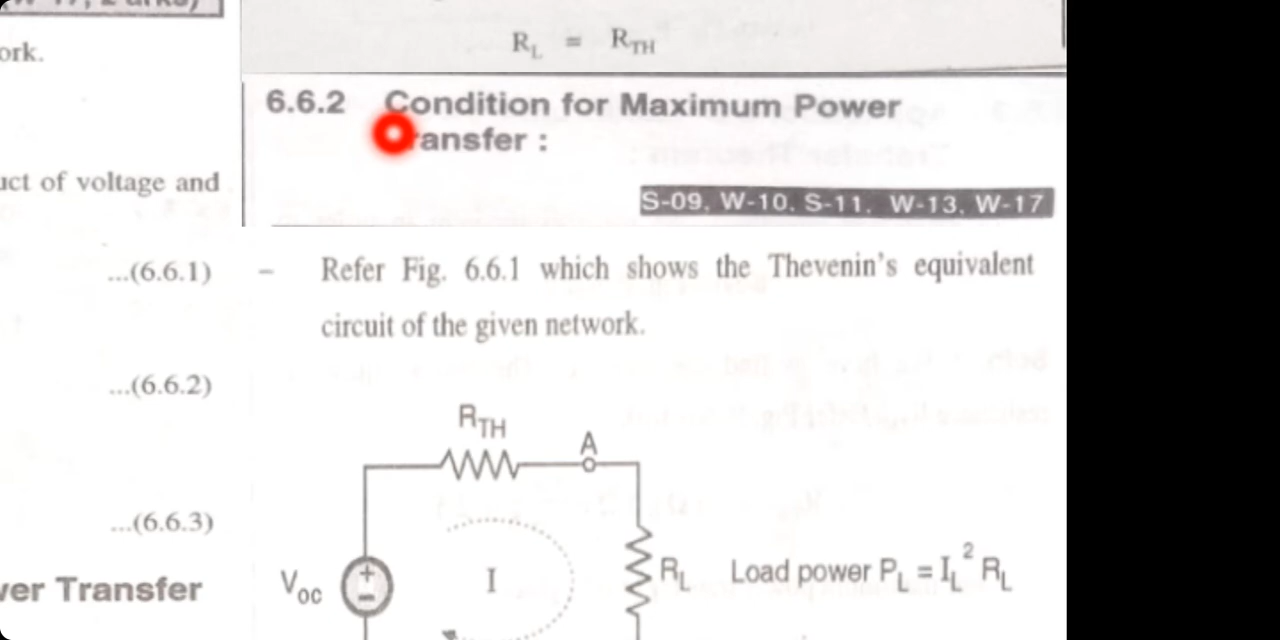 ork.
uct of voltage and
...(6.6.1)
...(6.6.2)
...(6.6.3)
ver Transfer
R_L = R_TH
6.6.2 Condition for Maximum Power
ansfer :
S-09, W-10, S-11, W-13, W-17
– Refer Fig. 6.6.1 which shows the Thevenin's equivalent
circuit of the given network.
R_TH
A
V_OC
+
–
I
R_L
Load power P_L = I_L^2 R_L